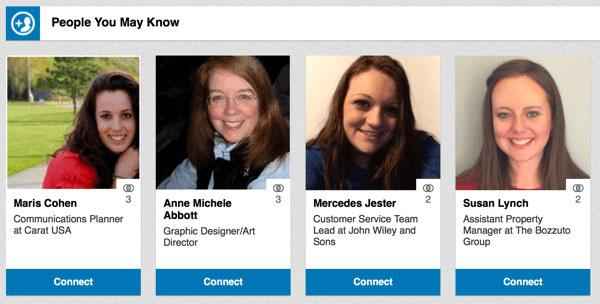 People You May Know
3
Maris Cohen
Communications Planner
at Carat USA
Connect
3
Anne Michele
Abbott
Graphic Designer/Art
Director
Connect
2
Mercedes Jester
Customer Service Team
Lead at John Wiley and
Sons
Connect
2
Susan Lynch
Assistant Property
Manager at The Bozzuto
Group
Connect